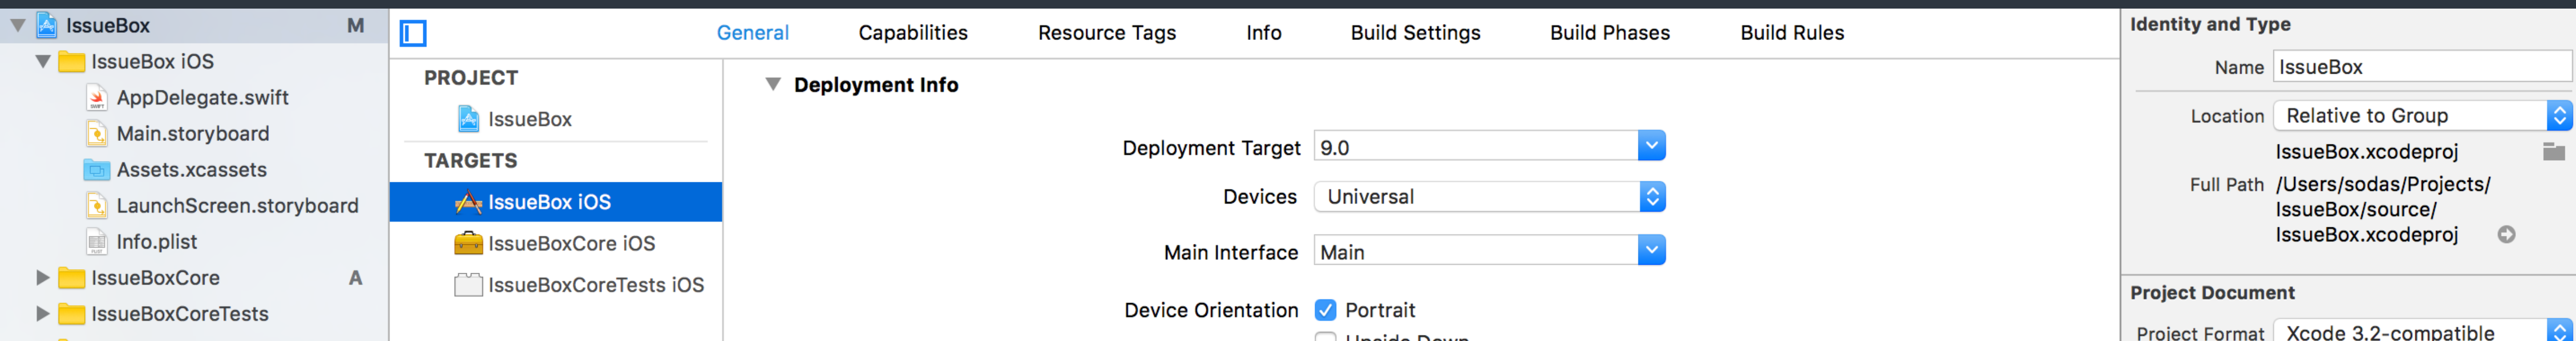 IssueBox M
IssueBox iOS
AppDelegate.swift
Main.storyboard
Assets.xcassets
LaunchScreen.storyboard
Info.plist
IssueBoxCore A
IssueBoxCoreTests
General Capabilities Resource Tags Info Build Settings Build Phases Build Rules
PROJECT
IssueBox
TARGETS
IssueBox iOS
IssueBoxCore iOS
IssueBoxCoreTests iOS
Deployment Info
Deployment Target 9.0
Devices Universal
Main Interface Main
Device Orientation Portrait
Upside Down
Identity and Type
Name IssueBox
Location Relative to Group
IssueBox.xcodeproj
Full Path /Users/sodas/Projects/
IssueBox/source/
IssueBox.xcodeproj
Project Document
Project Format Xcode 3.2-compatible